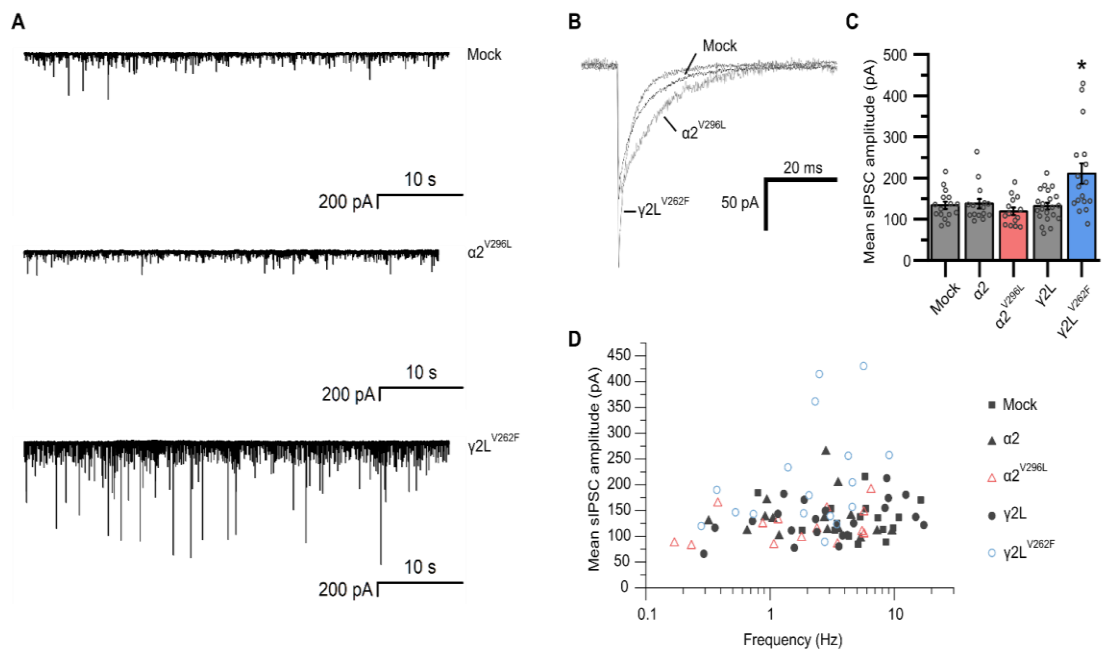 A
Mock
10 s
200 pA
α2V296L
10 s
200 pA
γ2LV262F
10 s
200 pA
B
Mock
α2V296L
γ2LV262F
20 ms
50 pA
C
Mean sIPSC amplitude (pA)
500
400
300
200
100
0
*
Mock
α2
α2V296L
γ2L
γ2LV262F
D
Mean sIPSC amplitude (pA)
450
400
350
300
250
200
150
100
50
0
0.1
1
10
Frequency (Hz)
Mock
α2
α2V296L
γ2L
γ2LV262F